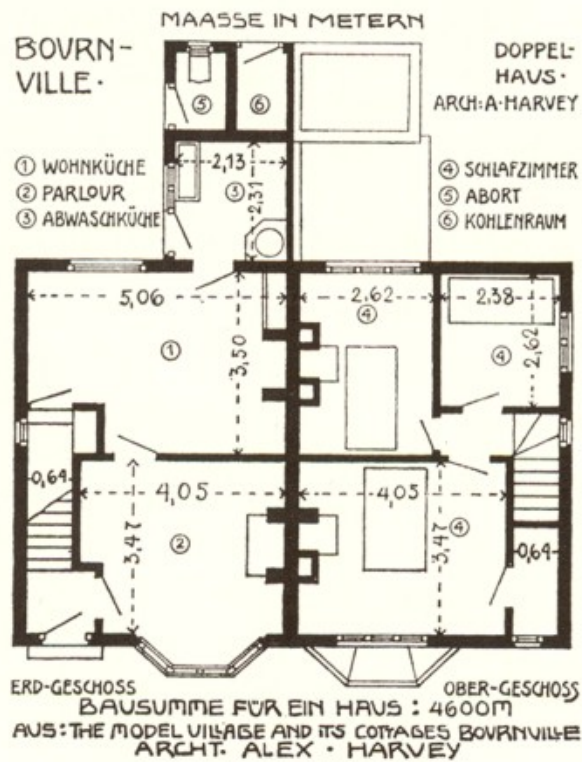 MAASSE IN METERN
BOURN-
VILLE·
DOPPEL-
HAUS·
ARCH: A·HARVEY
① WOHNKÜCHE
② PARLOUR
③ ABWASCHKÜCHE
④ SCHLAFZIMMER
⑤ ABORT
⑥ KOHLENRAUM
⑤
⑥
2,13
③
2,31
5,06
①
3,50
2,62
④
2,38
④
2,62
0,64
4,05
3,47
②
4,05
3,47
④
0,64
ERD-GESCHOSS
OBER-GESCHOSS
BAUSUMME FÜR EIN HAUS: 4600M
AUS: THE MODEL VILLAGE AND ITS COTTAGES BOURNVILLE
ARCHT. ALEX · HARVEY